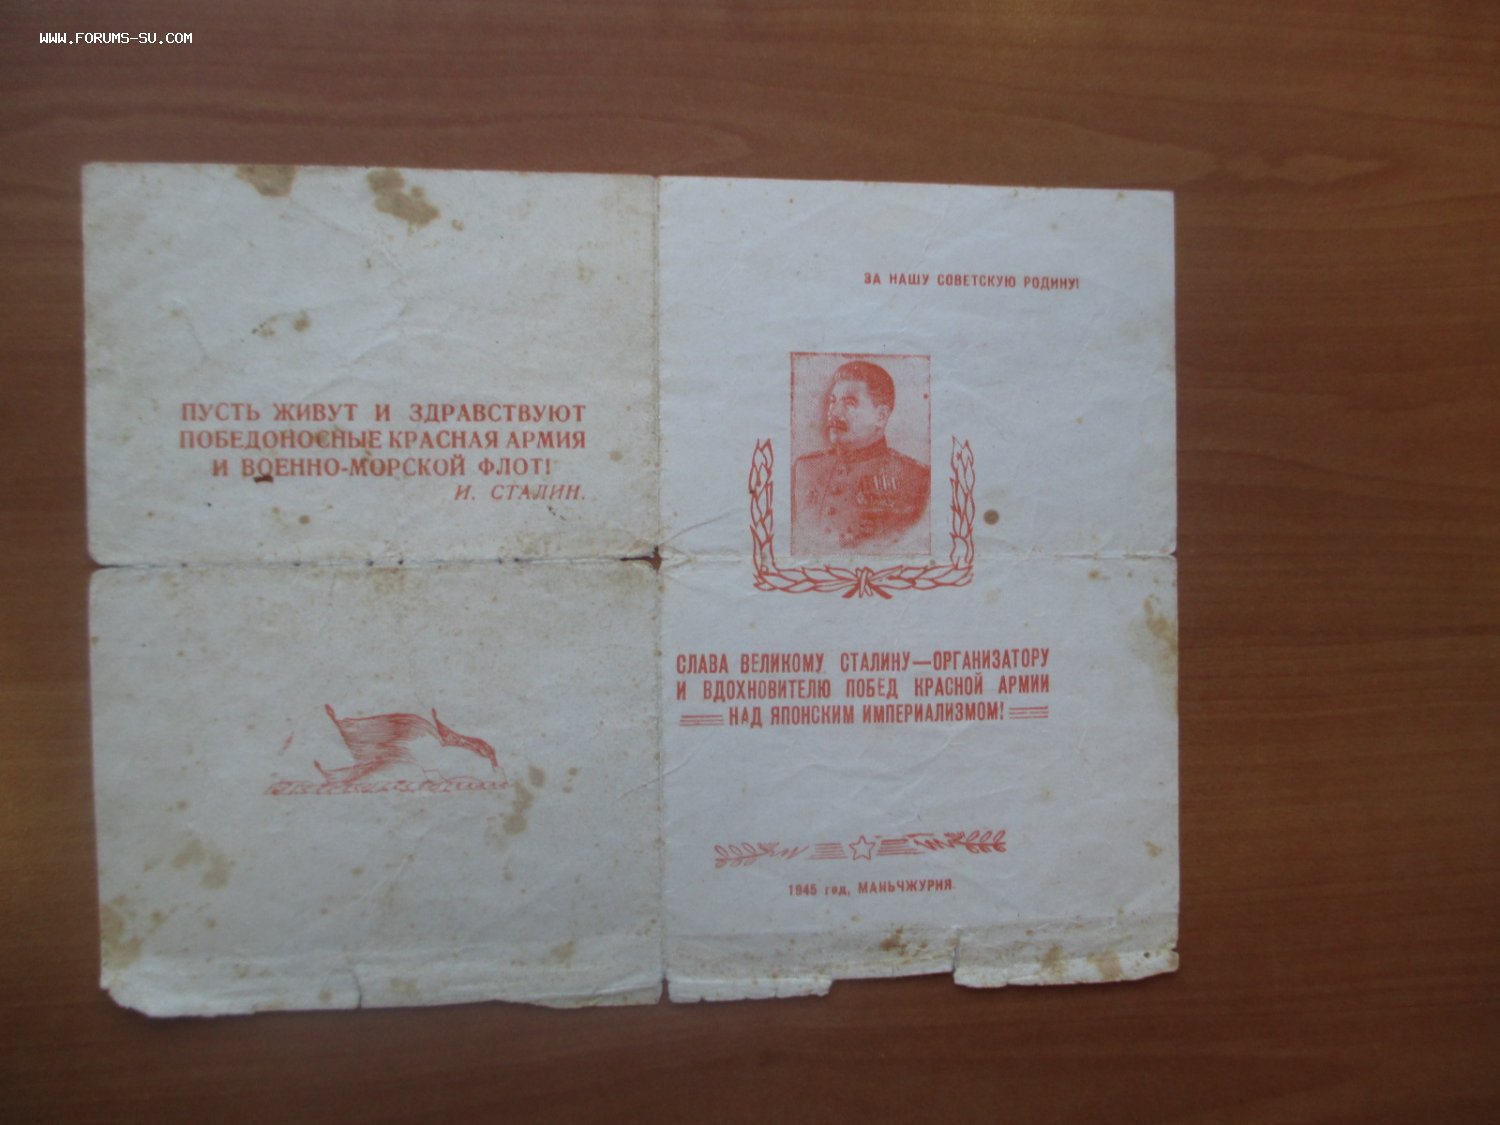 WWW.FORUMS-SU.COM
ПУСТЬ ЖИВУТ И ЗДРАВСТВУЮТ
ПОБЕДОНОСНЫЕ КРАСНАЯ АРМИЯ
И ВОЕННО-МОРСКОЙ ФЛОТ!
И. СТАЛИН.
ЗА НАШУ СОВЕТСКУЮ РОДИНУ!
СЛАВА ВЕЛИКОМУ СТАЛИНУ—ОРГАНИЗАТОРУ
И ВДОХНОВИТЕЛЮ ПОБЕД КРАСНОЙ АРМИИ
НАД ЯПОНСКИМ ИМПЕРИАЛИЗМОМ!
1945 год, МАНЬЧЖУРИЯ.